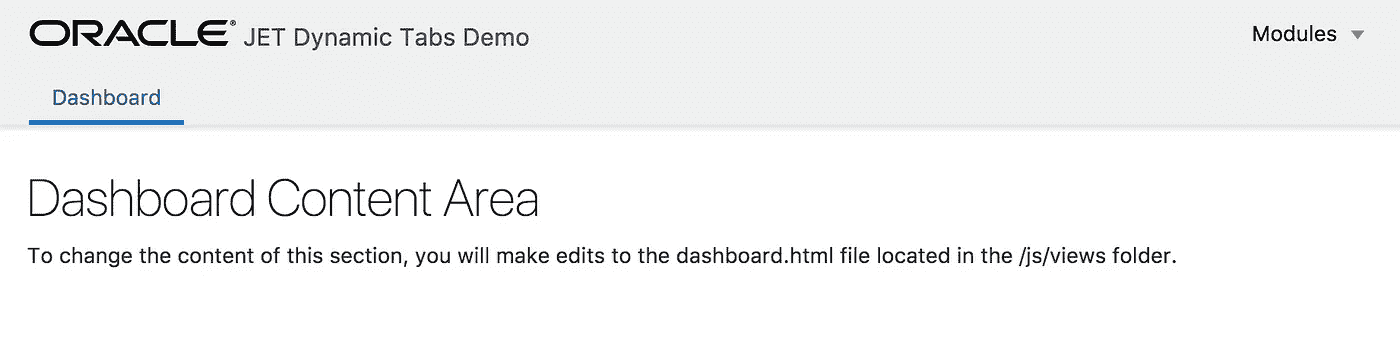 ORACLE® JET Dynamic Tabs Demo
Modules
Dashboard
Dashboard Content Area
To change the content of this section, you will make edits to the dashboard.html file located in the /js/views folder.